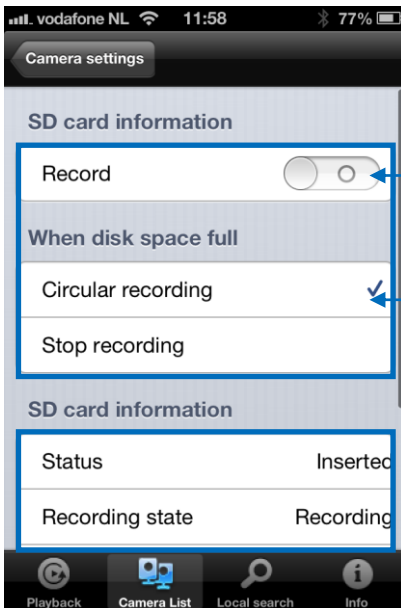 vodafone NL 11:58 77%
Camera settings
SD card information
Record
When disk space full
Circular recording
Stop recording
SD card information
Status Inserted
Recording state Recording
Playback Camera List Local search Info